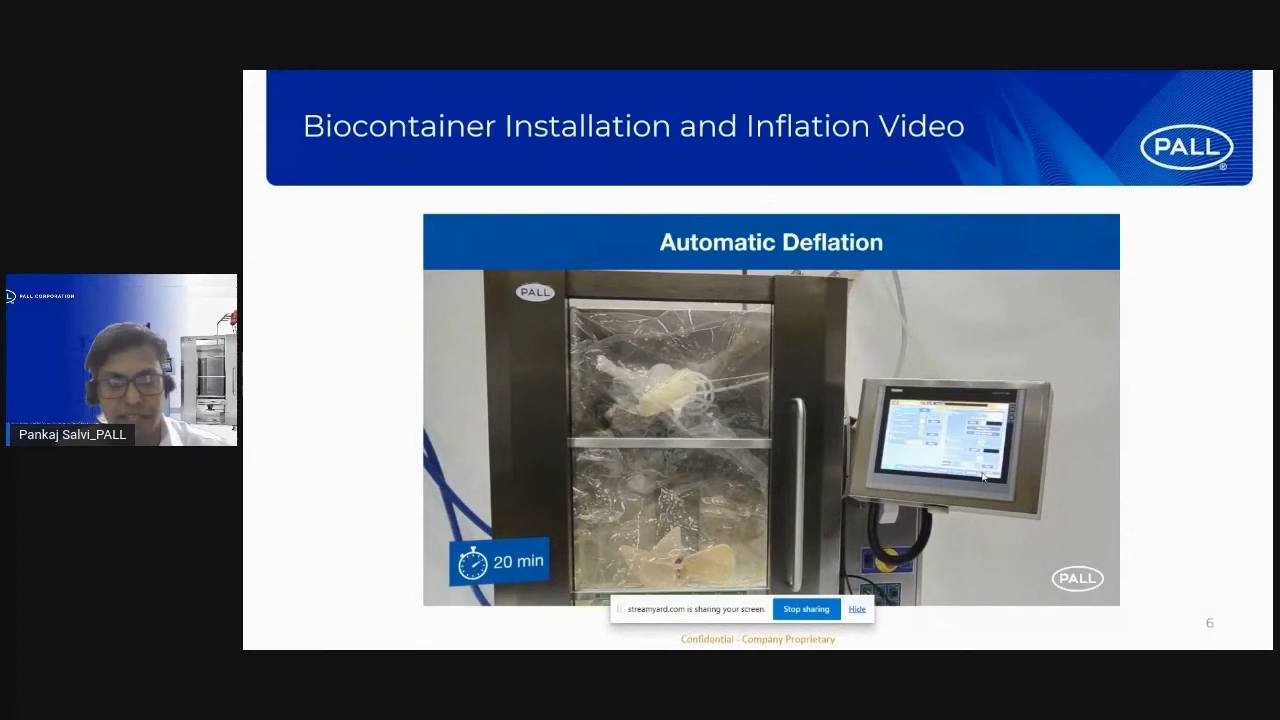 Biocontainer Installation and Inflation Video
PALL
®
Automatic Deflation
PALL
PALL CORPORATION
Pankaj Salvi_PALL
20 min
PALL
streamyard.com is sharing your screen.
Stop sharing
Hide
Confidential - Company Proprietary
6